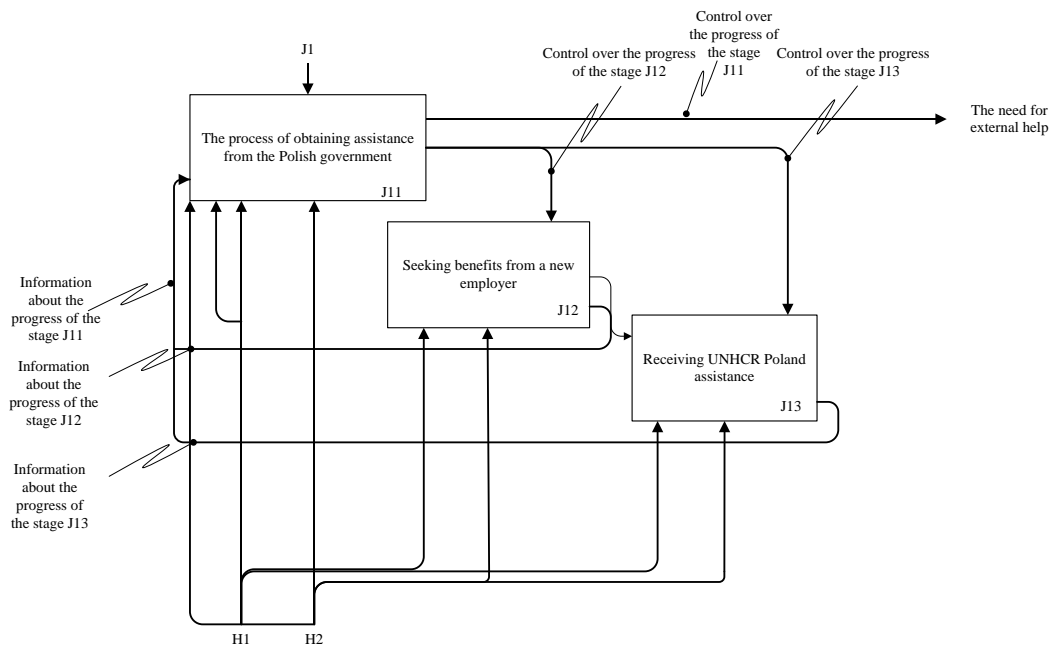 J1
Control over the progress
of the stage J12
Control over
the progress of
the stage
J11
Control over the progress
of the stage J13
The need for
external help
The process of obtaining assistance
from the Polish government
J11
Seeking benefits from a new
employer
J12
Receiving UNHCR Poland
assistance
J13
Information
about the
progress of the
stage J11
Information
about the
progress of the
stage J12
Information
about the
progress of
the stage J13
H1
H2